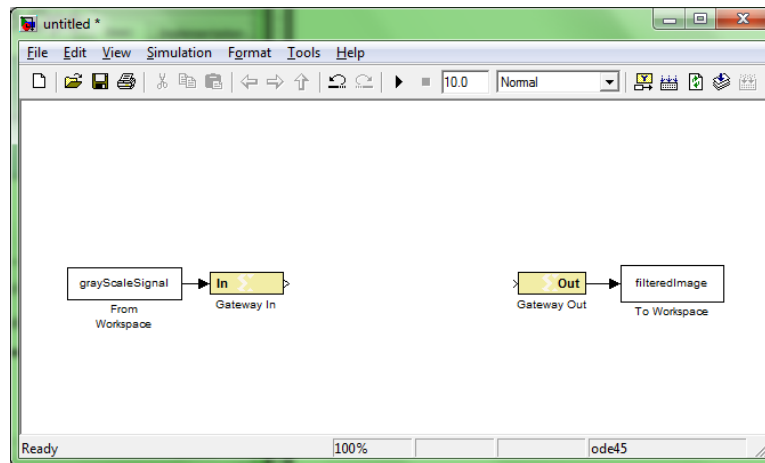 untitled *
File Edit View Simulation Format Tools Help
10.0 Normal
grayScaleSignal In Out filteredImage
From Workspace Gateway In Gateway Out To Workspace
Ready 100% ode45